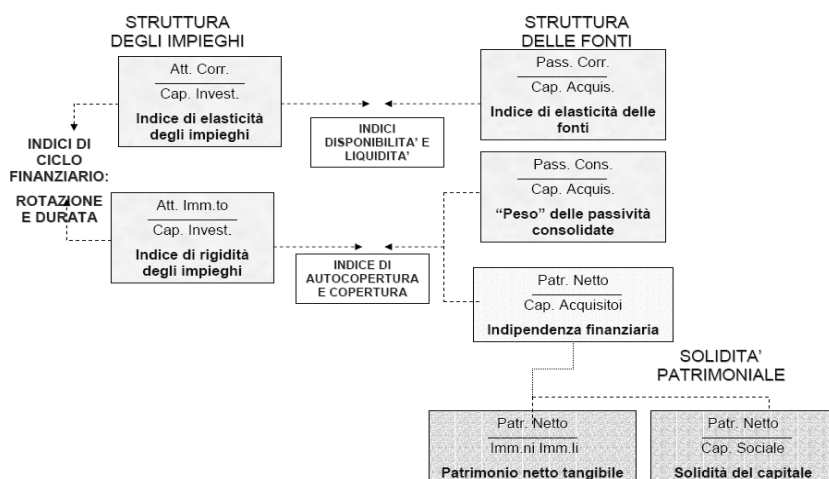 STRUTTURA
DEGLI IMPIEGHI
STRUTTURA
DELLE FONTI
Att. Corr.
Cap. Invest.
Indice di elasticità
degli impieghi
Pass. Corr.
Cap. Acquis.
Indice di elasticità delle
fonti
INDICI
DISPONIBILITA' E
LIQUIDITA'
INDICI DI
CICLO
FINANZIARIO:
ROTAZIONE
E DURATA
Pass. Cons.
Cap. Acquis.
“Peso” delle passività
consolidate
Att. Imm.to
Cap. Invest.
Indice di rigidità
degli impieghi
INDICE DI
AUTOCOPERTURA
E COPERTURA
Patr. Netto
Cap. Acquisitoi
Indipendenza finanziaria
SOLIDITA'
PATRIMONIALE
Patr. Netto
Imm.ni Imm.li
Patrimonio netto tangibile
Patr. Netto
Cap. Sociale
Solidità del capitale